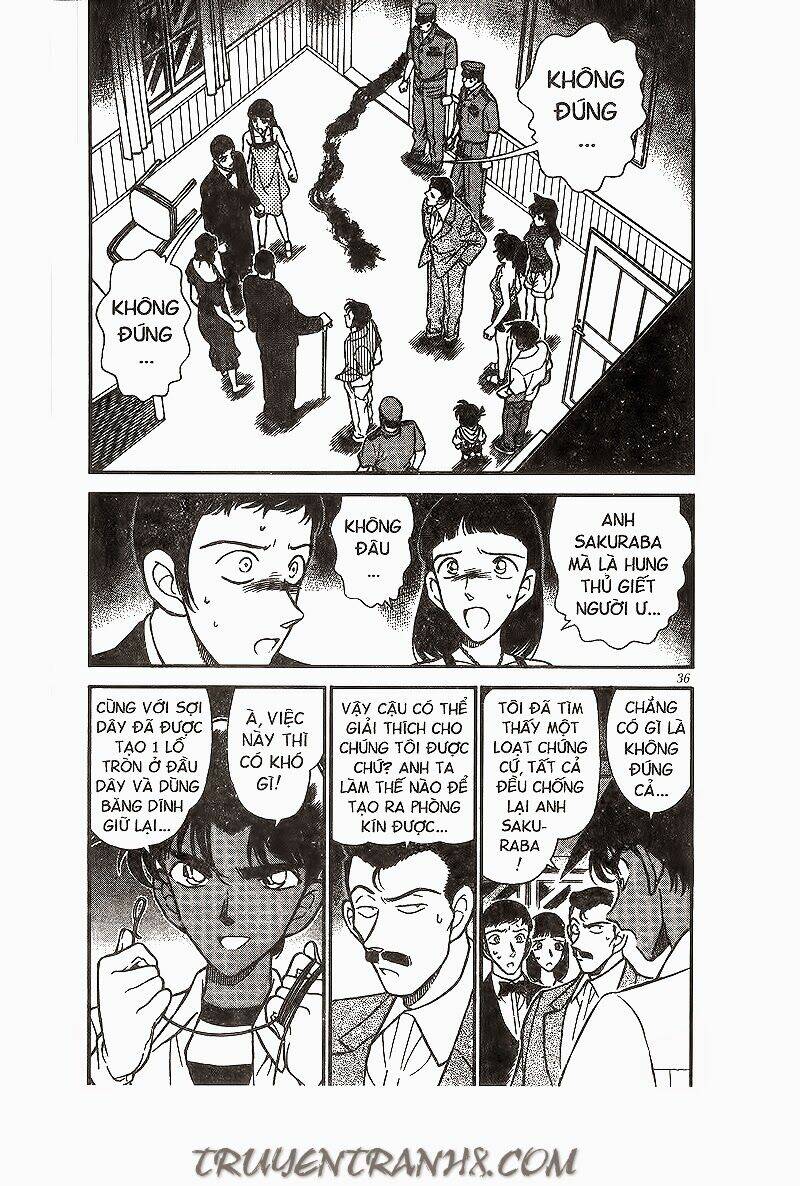 KHÔNG
ĐÚNG
...
KHÔNG
ĐÚNG
...
ANH
SAKURABA
MÀ LÀ HUNG
THỦ GIẾT
NGƯỜI Ư...
KHÔNG
ĐÂU
...
36
CHẲNG
CÓ GÌ LÀ
KHÔNG
ĐÚNG
CẢ...
TÔI ĐÃ TÌM
THẤY MỘT
LOẠT CHỨNG
CỨ, TẤT CẢ
ĐỀU CHỐNG
LẠI ANH
SAKU-
RABA
!
VẬY CẬU CÓ THỂ
GIẢI THÍCH CHO
CHÚNG TÔI ĐƯỢC
CHỨ? ANH TA
LÀM THẾ NÀO ĐỂ
TẠO RA PHÒNG
KÍN ĐƯỢC...
À, VIỆC
NÀY THÌ
CÓ KHÓ
GÌ!
CÙNG VỚI SỢI
DÂY ĐÃ ĐƯỢC
TẠO 1 LỖ
TRÒN Ở ĐẦU
DÂY VÀ DÙNG
BĂNG DÍNH
GIỮ LẠI...
TRUYENTRANH8.COM